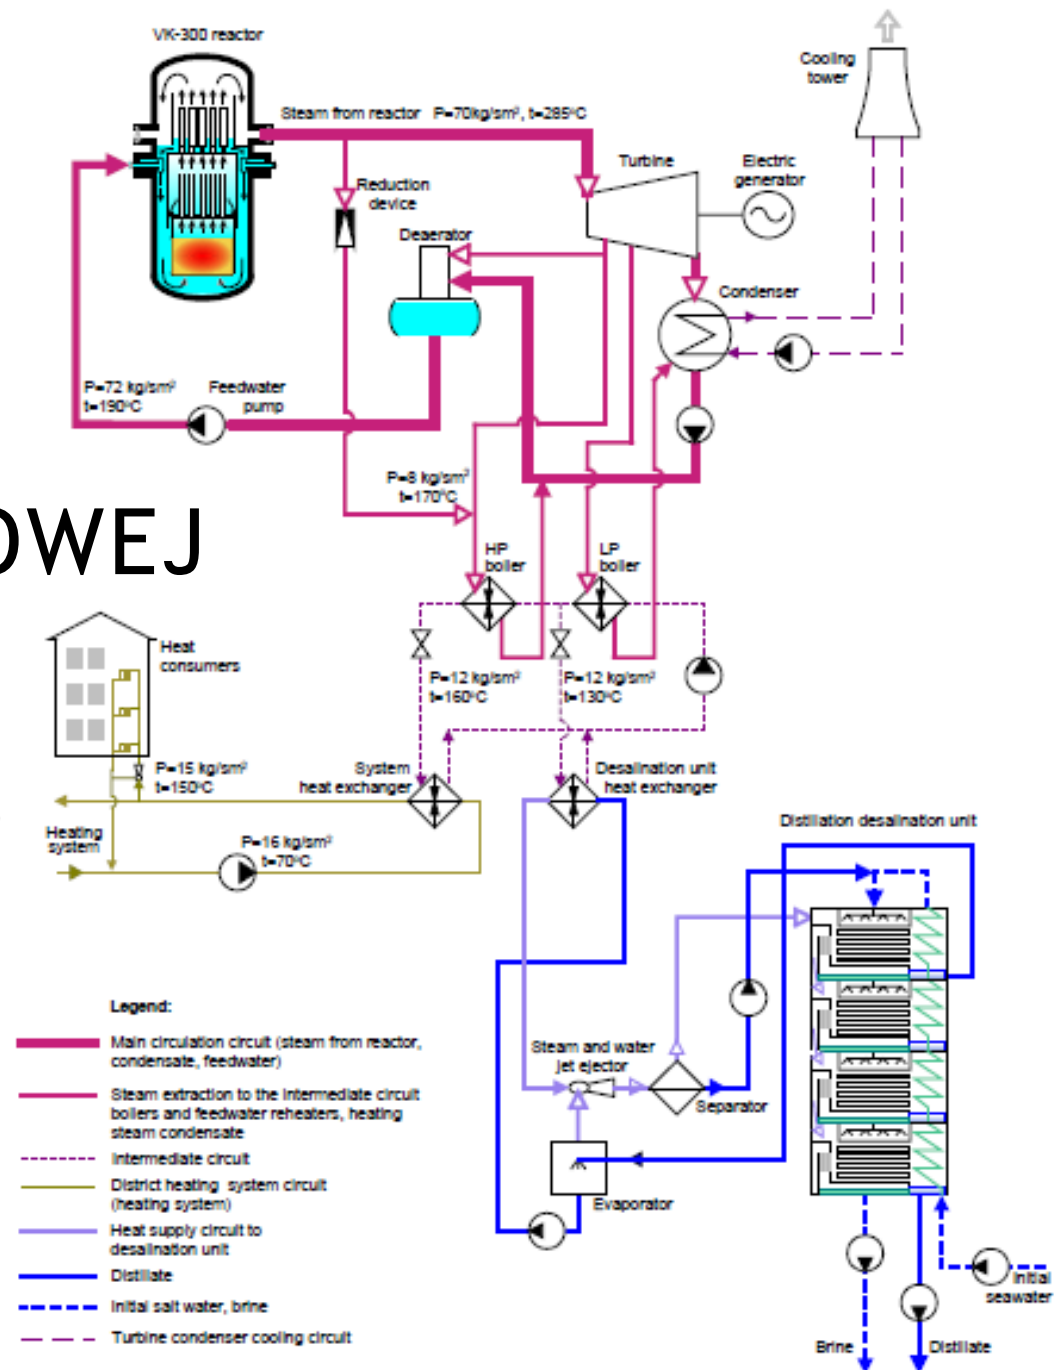 VK-300 reactor
Cooling
tower
Steam from reactor P=70kg/sm², t=285°C
Turbine
Electric
generator
Reduction
device
Deaerator
Condenser
P=72 kg/sm²
t=190°C
Feedwater
pump
P=8 kg/sm²
t=170°C
OWEJ
HP
boiler
LP
boiler
Heat
consumers
P=12 kg/sm²
t=160°C
P=12 kg/sm²
t=130°C
P=15 kg/sm²
t=150°C
System
heat exchanger
Desalination unit
heat exchanger
Heating
system
P=16 kg/sm²
t=70°C
Distillation desalination unit
Legend:
Main circulation circuit (steam from reactor,
condensate, feedwater)
Steam extraction to the intermediate circuit
boilers and feedwater reheaters, heating
steam condensate
Intermediate circuit
District heating system circuit
(heating system)
Heat supply circuit to
desalination unit
Distillate
Initial salt water, brine
Turbine condenser cooling circuit
Steam and water
jet ejector
Separator
Evaporator
Initial
seawater
Brine
Distillate